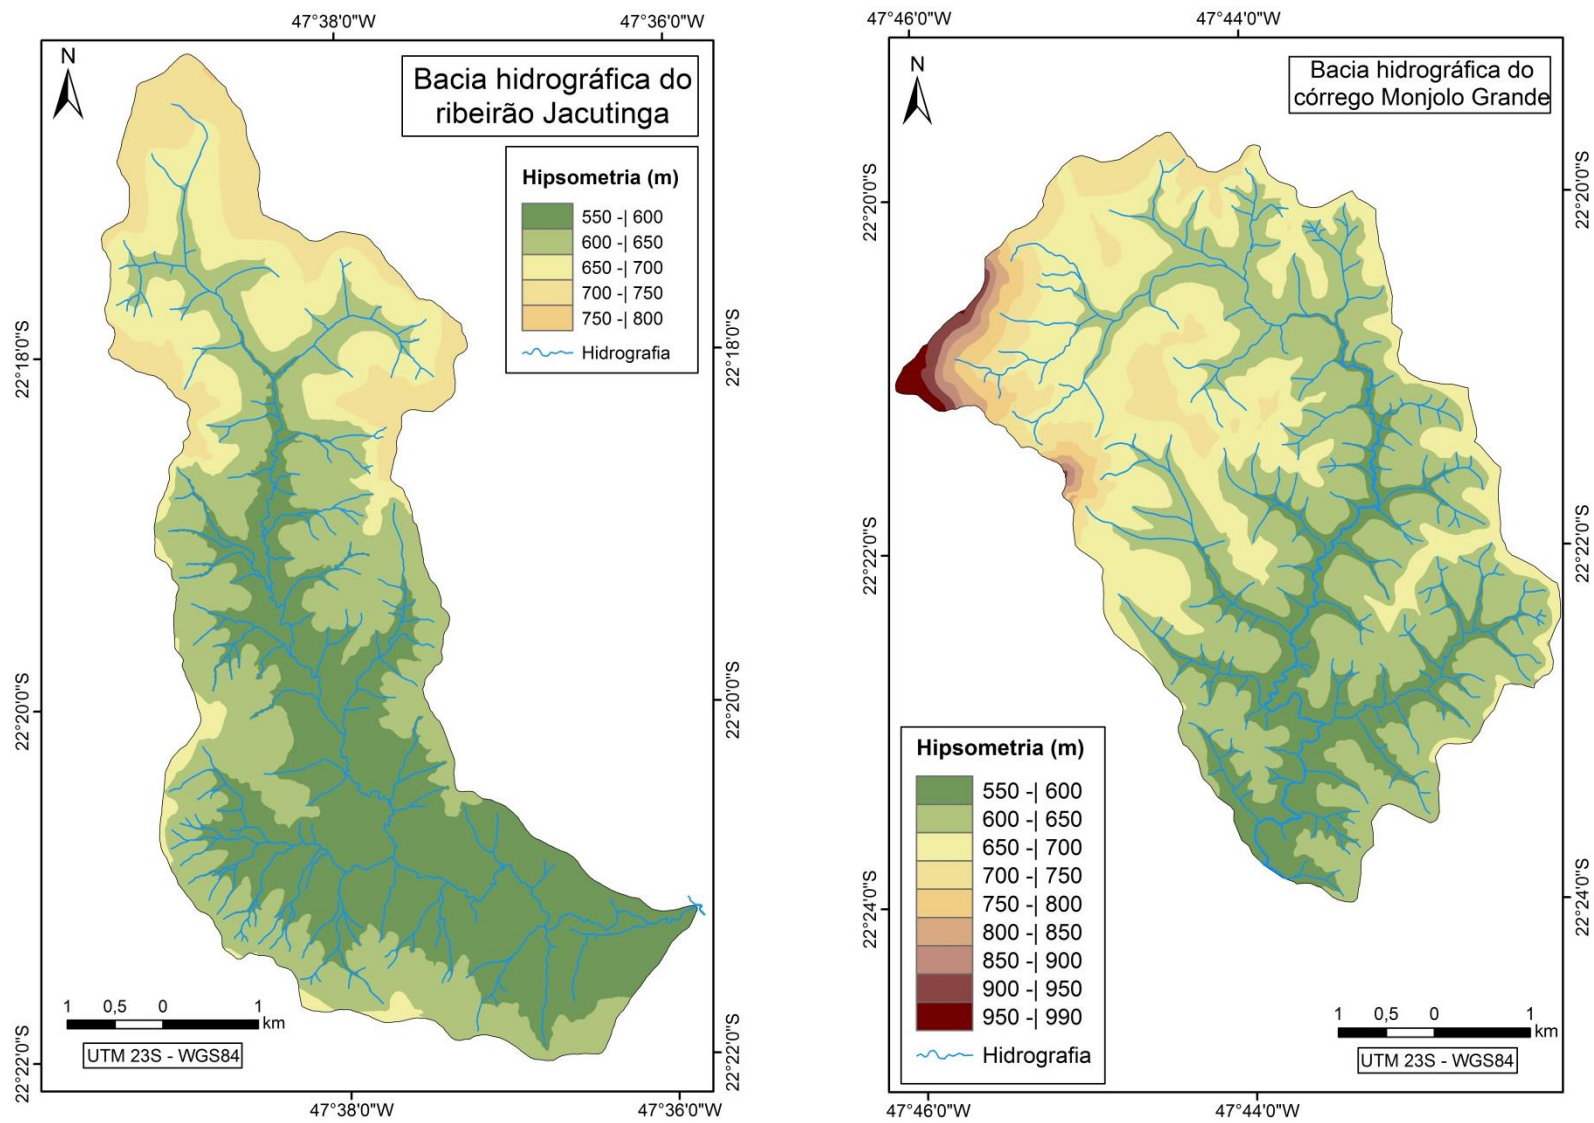 47°38'0"W
47°36'0"W
N
Bacia hidrográfica do
ribeirão Jacutinga
Hipsometria (m)
550 -| 600
600 -| 650
650 -| 700
700 -| 750
750 -| 800
Hidrografia
22°18'0"S
22°18'0"S
22°20'0"S
22°20'0"S
22°22'0"S
22°22'0"S
1 0,5 0 1
km
UTM 23S - WGS84
47°38'0"W
47°36'0"W
47°46'0"W
47°44'0"W
N
Bacia hidrográfica do
córrego Monjolo Grande
22°20'0"S
22°20'0"S
22°22'0"S
22°22'0"S
22°24'0"S
22°24'0"S
Hipsometria (m)
550 -| 600
600 -| 650
650 -| 700
700 -| 750
750 -| 800
800 -| 850
850 -| 900
900 -| 950
950 -| 990
Hidrografia
1 0,5 0 1
km
UTM 23S - WGS84
47°46'0"W
47°44'0"W